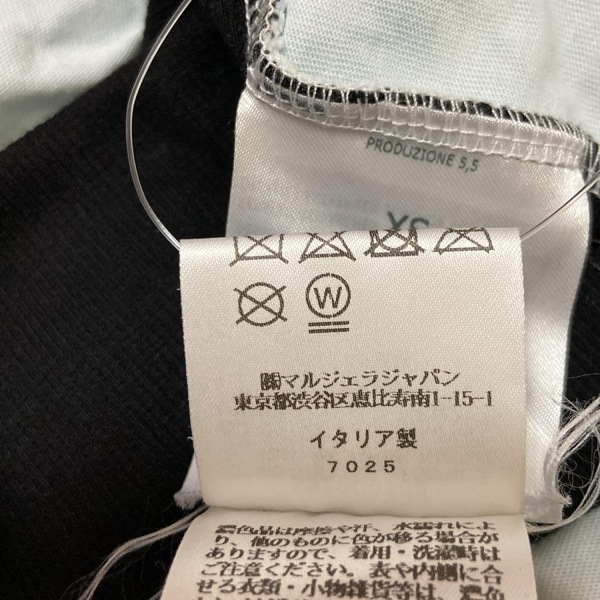 PRODUZIONE 5,5
W
㈱マルジェラジャパン
東京都渋谷区恵比寿南1-15-1
イタリア製
7025
濃色品は摩擦や汗、水濡れによ
り、他のものに色が移る場合が
ありますので、着用・洗濯時は
ご注意ください。表や内側に合
せる衣類・小物雑貨等は、濃色